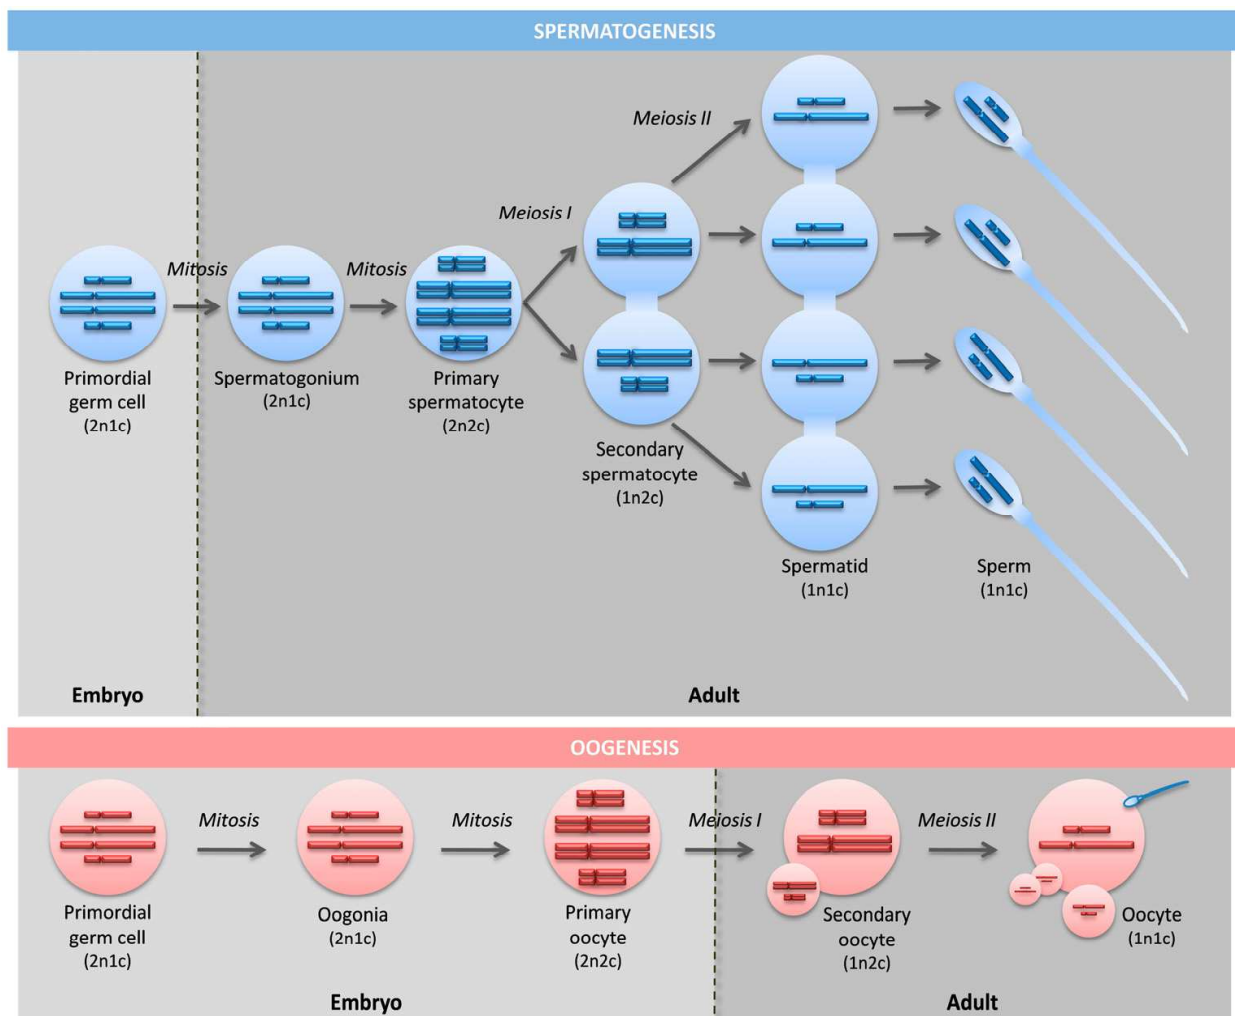 SPERMATOGENESIS
Meiosis II
Meiosis I
Mitosis
Mitosis
Primordial
germ cell
(2n1c)
Spermatogonium
(2n1c)
Primary
spermatocyte
(2n2c)
Secondary
spermatocyte
(1n2c)
Spermatid
(1n1c)
Sperm
(1n1c)
Embryo
Adult
OOGENESIS
Mitosis
Mitosis
Meiosis I
Meiosis II
Primordial
germ cell
(2n1c)
Oogonia
(2n1c)
Primary
oocyte
(2n2c)
Secondary
oocyte
(1n2c)
Oocyte
(1n1c)
Embryo
Adult